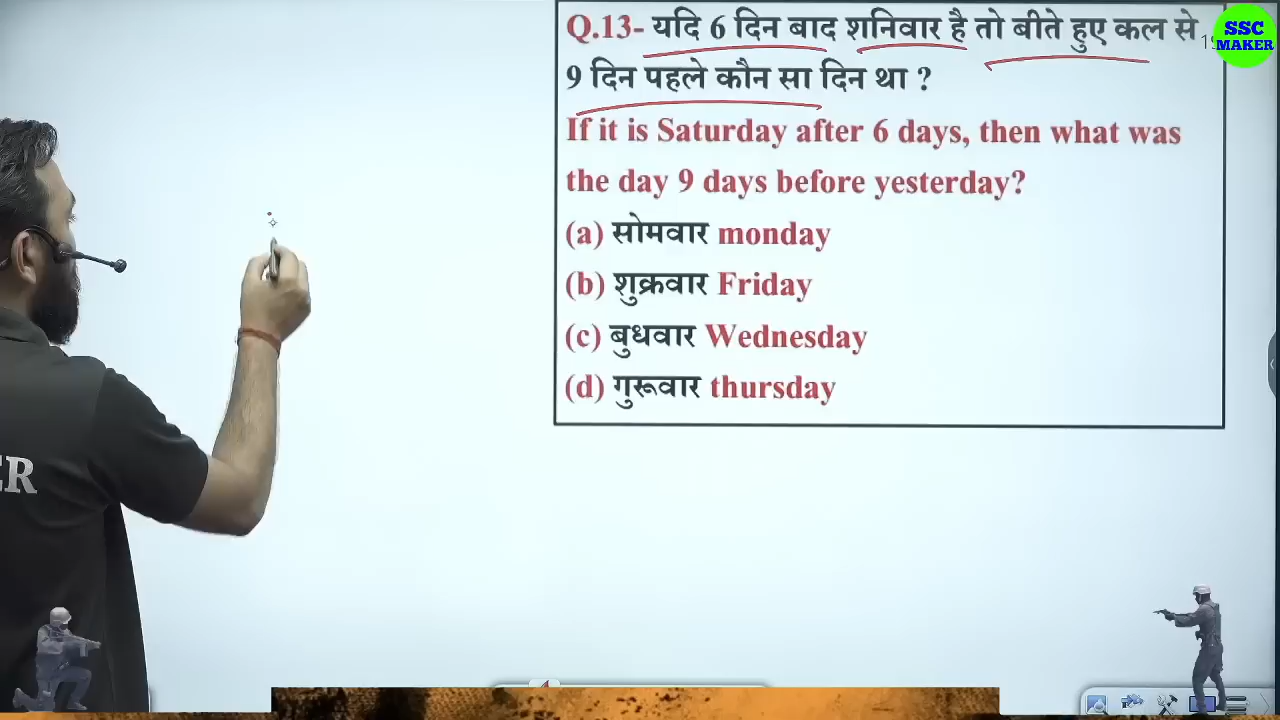 Q.13- यदि 6 दिन बाद शनिवार है तो बीते हुए कल से
9 दिन पहले कौन सा दिन था ?
If it is Saturday after 6 days, then what was
the day 9 days before yesterday?
(a) सोमवार monday
(b) शुक्रवार Friday
(c) बुधवार Wednesday
(d) गुरूवार thursday
SSC
MAKER
ER